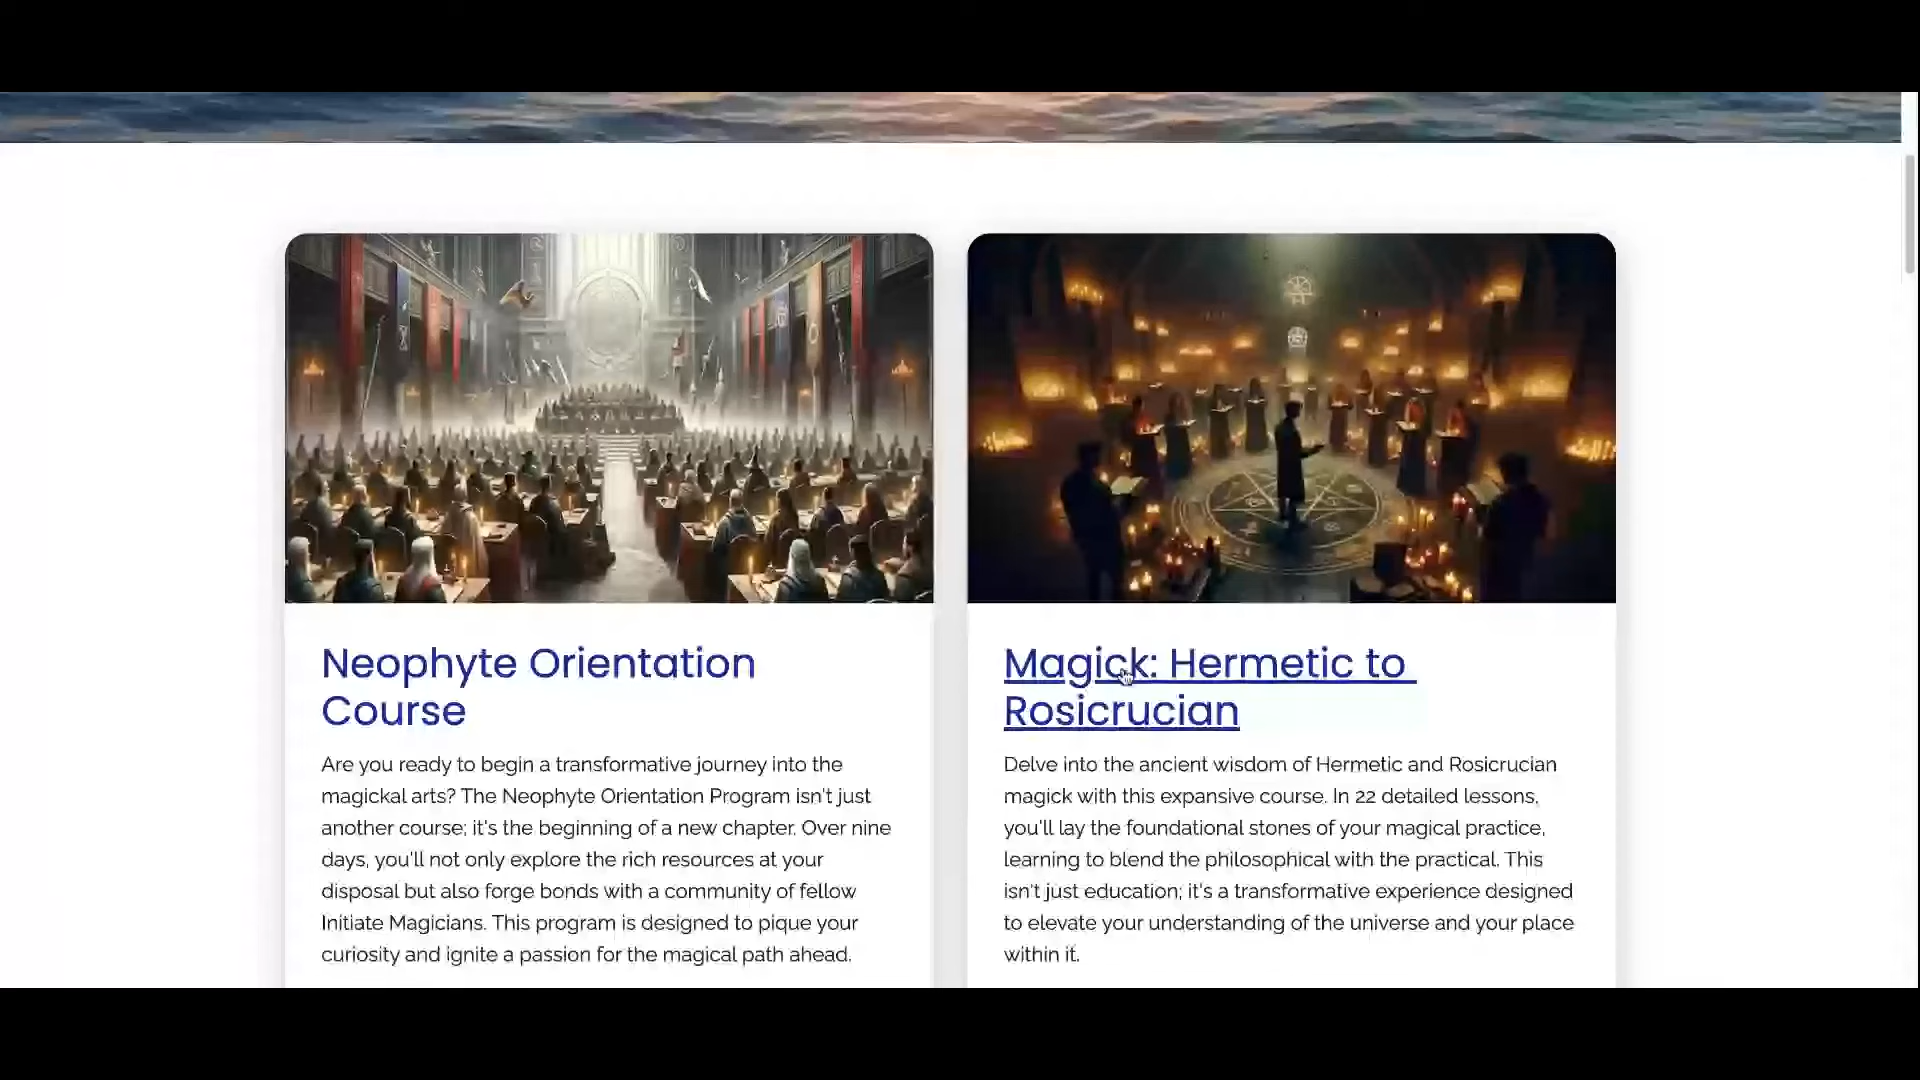 Neophyte Orientation
Course
Are you ready to begin a transformative journey into the
magickal arts? The Neophyte Orientation Program isn't just
another course; it's the beginning of a new chapter. Over nine
days, you'll not only explore the rich resources at your
disposal but also forge bonds with a community of fellow
Initiate Magicians. This program is designed to pique your
curiosity and ignite a passion for the magical path ahead.
Magick: Hermetic to
Rosicrucian
Delve into the ancient wisdom of Hermetic and Rosicrucian
magick with this expansive course. In 22 detailed lessons,
you'll lay the foundational stones of your magical practice,
learning to blend the philosophical with the practical. This
isn't just education; it's a transformative experience designed
to elevate your understanding of the universe and your place
within it.